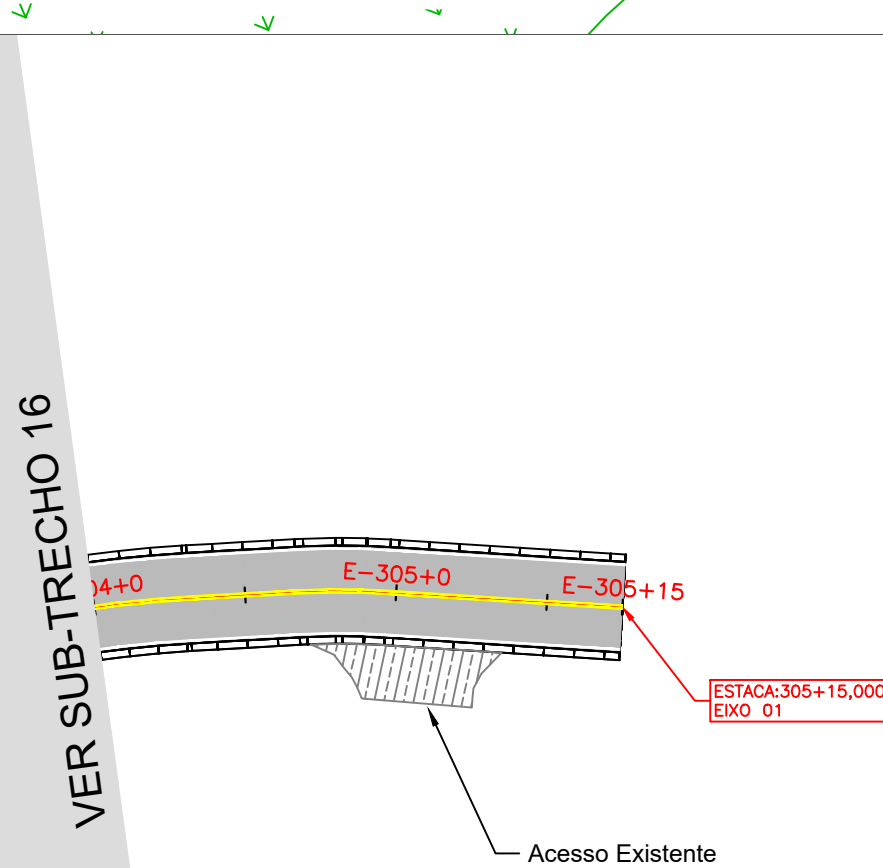 VER SUB-TRECHO 16
04+0
E-305+0
E-305+15
ESTACA:305+15,000
EIXO 01
Acesso Existente